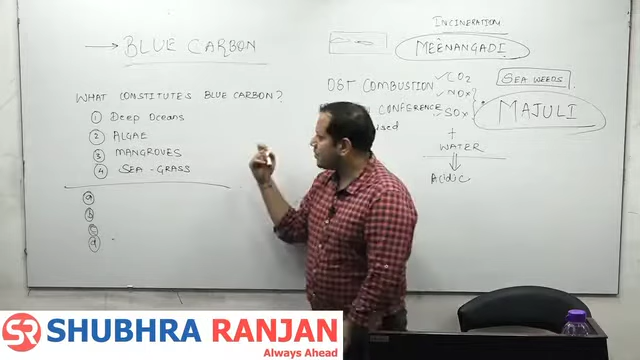 → BLUE CARBON
WHAT CONSTITUTES BLUE CARBON?
① Deep Oceans
② ALGAE
③ MANGROVES
④ SEA-GRASS
ⓐ
ⓑ
ⓒ
ⓓ
INCINERATION
MEENANGADI
COMBUSTION
CO₂
NOx
SOx
CONFERENCE
+
WATER
⇓
Acidic
SEA WEEDS
MAJULI
SR SHUBHRA RANJAN
Always Ahead